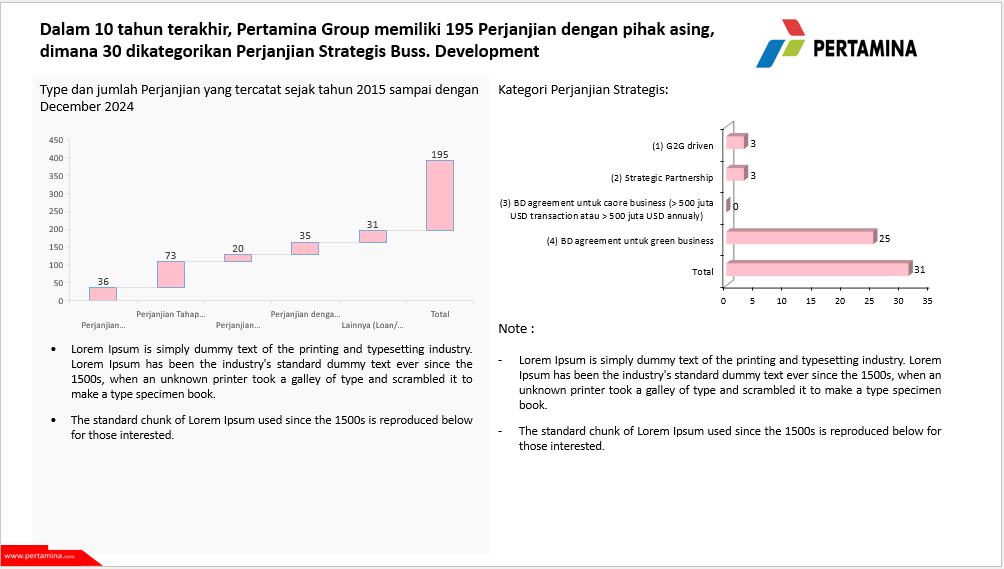 Dalam 10 tahun terakhir, Pertamina Group memiliki 195 Perjanjian dengan pihak asing,
dimana 30 dikategorikan Perjanjian Strategis Buss. Development
PERTAMINA
Type dan jumlah Perjanjian yang tercatat sejak tahun 2015 sampai dengan
December 2024
450
400
350
300
250
200
150
100
50
0
36
73
20
35
31
195
Perjanjian...
Perjanjian Tahap...
Perjanjian...
Perjanjian denga...
Lainnya (Loan/...
Total
• Lorem Ipsum is simply dummy text of the printing and typesetting industry.
Lorem Ipsum has been the industry's standard dummy text ever since the
1500s, when an unknown printer took a galley of type and scrambled it to
make a type specimen book.
• The standard chunk of Lorem Ipsum used since the 1500s is reproduced below
for those interested.
Kategori Perjanjian Strategis:
(1) G2G driven
3
(2) Strategic Partnership
3
(3) BD agreement untuk caore business (> 500 juta
USD transaction atau > 500 juta USD annualy)
0
(4) BD agreement untuk green business
25
Total
31
0 5 10 15 20 25 30 35
Note :
- Lorem Ipsum is simply dummy text of the printing and typesetting industry. Lorem
Ipsum has been the industry's standard dummy text ever since the 1500s, when an
unknown printer took a galley of type and scrambled it to make a type specimen
book.
- The standard chunk of Lorem Ipsum used since the 1500s is reproduced below for
those interested.
www.pertamina.com